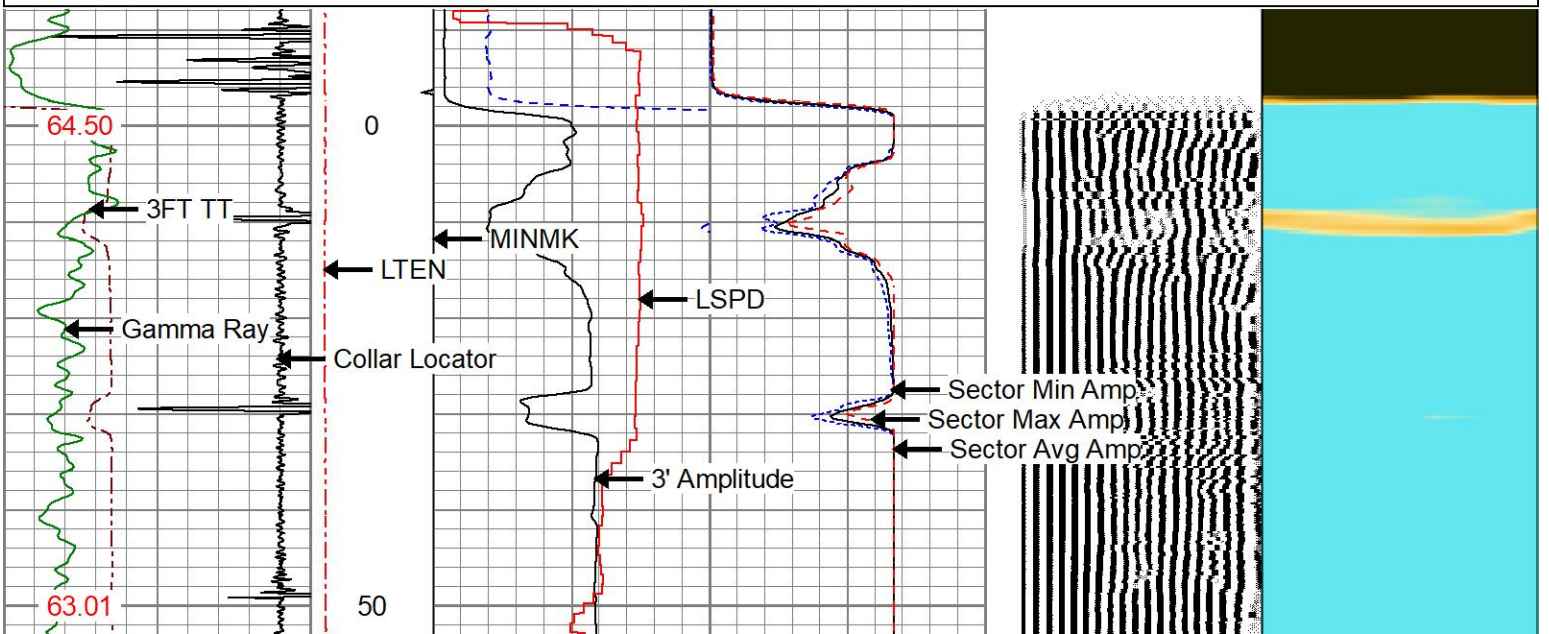 64.50
0
3FT TT
MINMK
LTEN
LSPD
Gamma Ray
Collar Locator
Sector Min Amp
Sector Max Amp
Sector Avg Amp
3' Amplitude
63.01
50